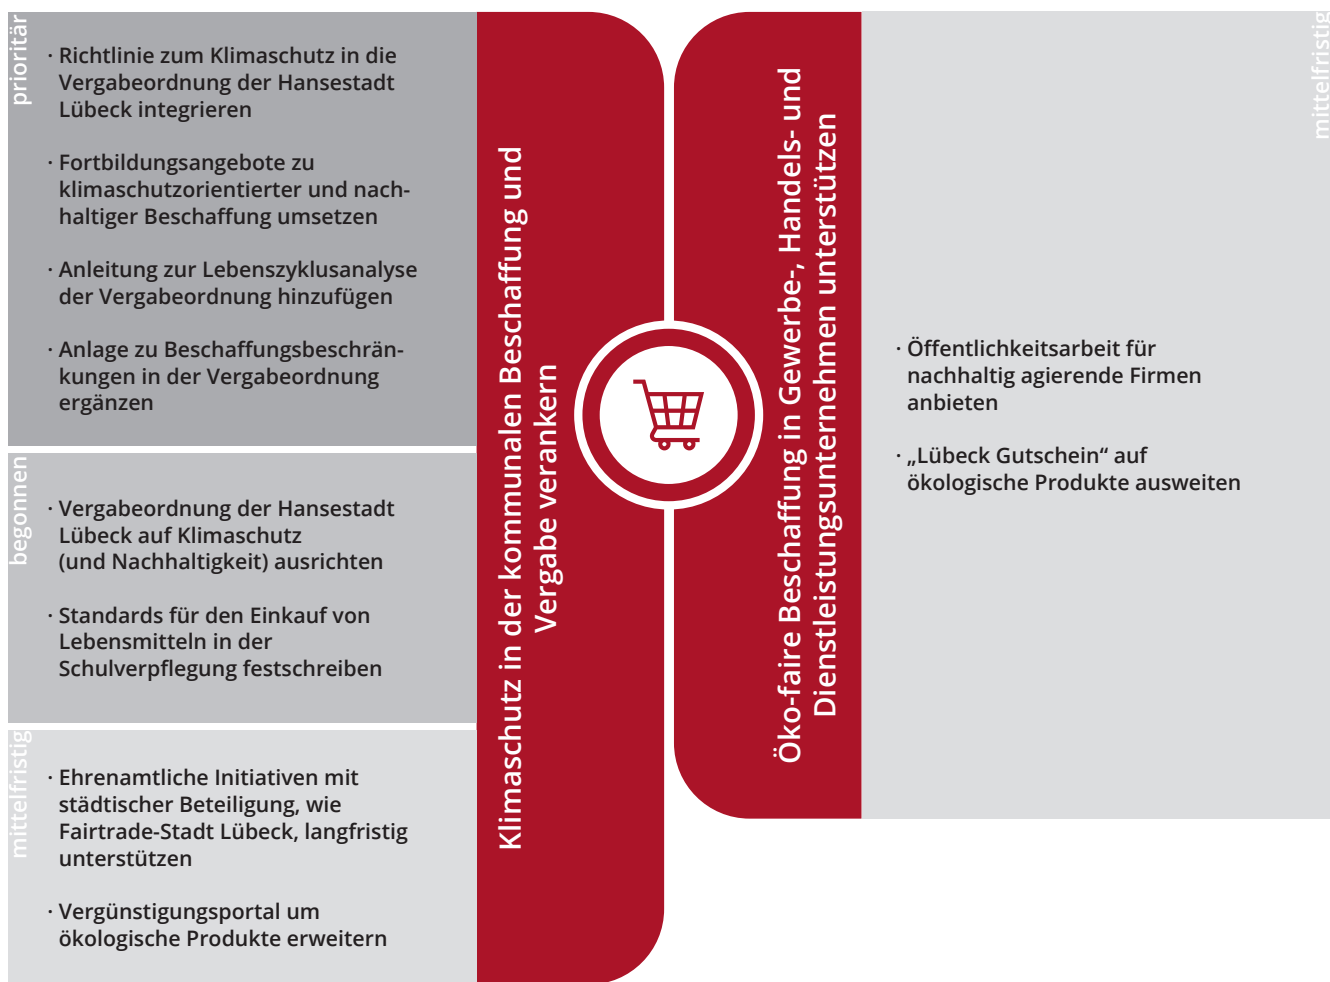 prioritär
· Richtlinie zum Klimaschutz in die
Vergabeordnung der Hansestadt
Lübeck integrieren
· Fortbildungsangebote zu
klimaschutzorientierter und nach-
haltiger Beschaffung umsetzen
· Anleitung zur Lebenszyklusanalyse
der Vergabeordnung hinzufügen
· Anlage zu Beschaffungsbeschrän-
kungen in der Vergabeordnung
ergänzen
begonnen
· Vergabeordnung der Hansestadt
Lübeck auf Klimaschutz
(und Nachhaltigkeit) ausrichten
· Standards für den Einkauf von
Lebensmitteln in der
Schulverpflegung festschreiben
mittelfristig
· Ehrenamtliche Initiativen mit
städtischer Beteiligung, wie
Fairtrade-Stadt Lübeck, langfristig
unterstützen
· Vergünstigungsportal um
ökologische Produkte erweitern
Klimaschutz in der kommunalen Beschaffung und
Vergabe verankern
Öko-faire Beschaffung in Gewerbe-, Handels- und
Dienstleistungsunternehmen unterstützen
mittelfristig
· Öffentlichkeitsarbeit für
nachhaltig agierende Firmen
anbieten
· „Lübeck Gutschein“ auf
ökologische Produkte ausweiten